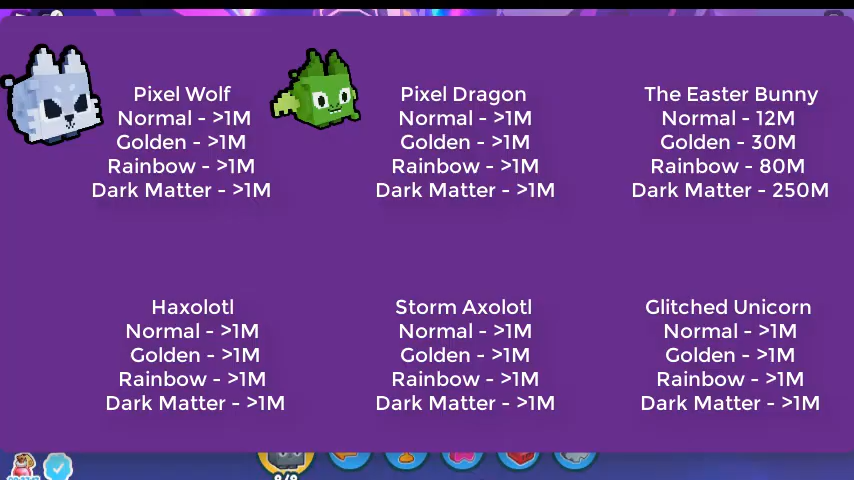 Pixel Wolf
Normal - >1M
Golden - >1M
Rainbow - >1M
Dark Matter - >1M
Pixel Dragon
Normal - >1M
Golden - >1M
Rainbow - >1M
Dark Matter - >1M
The Easter Bunny
Normal - 12M
Golden - 30M
Rainbow - 80M
Dark Matter - 250M
Haxolotl
Normal - >1M
Golden - >1M
Rainbow - >1M
Dark Matter - >1M
Storm Axolotl
Normal - >1M
Golden - >1M
Rainbow - >1M
Dark Matter - >1M
Glitched Unicorn
Normal - >1M
Golden - >1M
Rainbow - >1M
Dark Matter - >1M